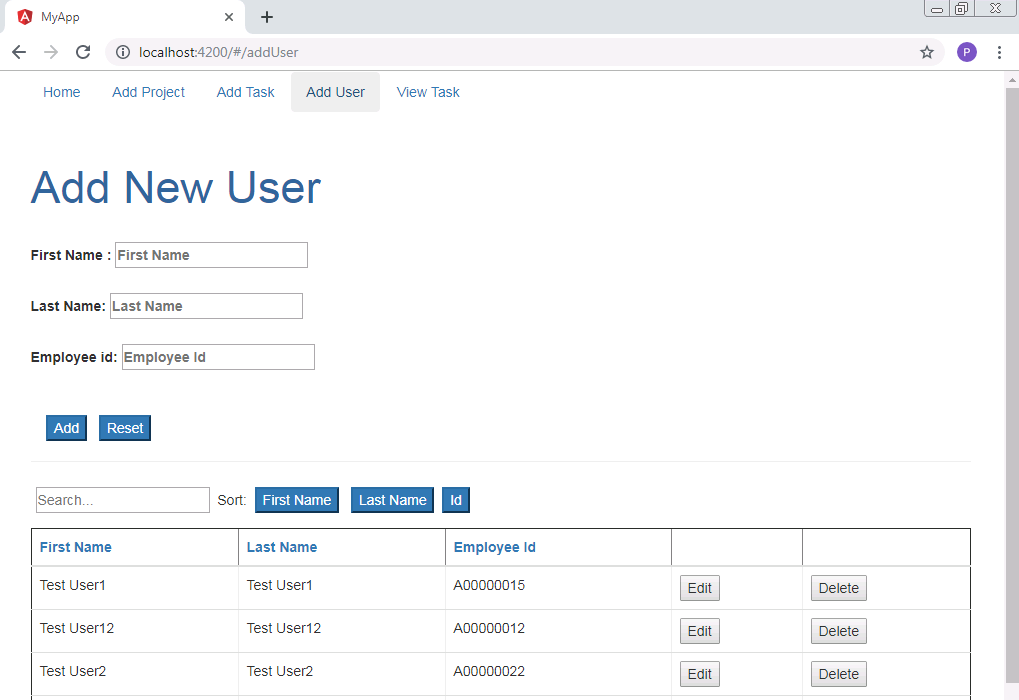 MyApp
localhost:4200/#/addUser
P
Home Add Project Add Task Add User View Task
Add New User
First Name : First Name
Last Name: Last Name
Employee id: Employee Id
Add Reset
Search... Sort: First Name Last Name Id
First Name Last Name Employee Id
Test User1 Test User1 A00000015 Edit Delete
Test User12 Test User12 A00000012 Edit Delete
Test User2 Test User2 A00000022 Edit Delete